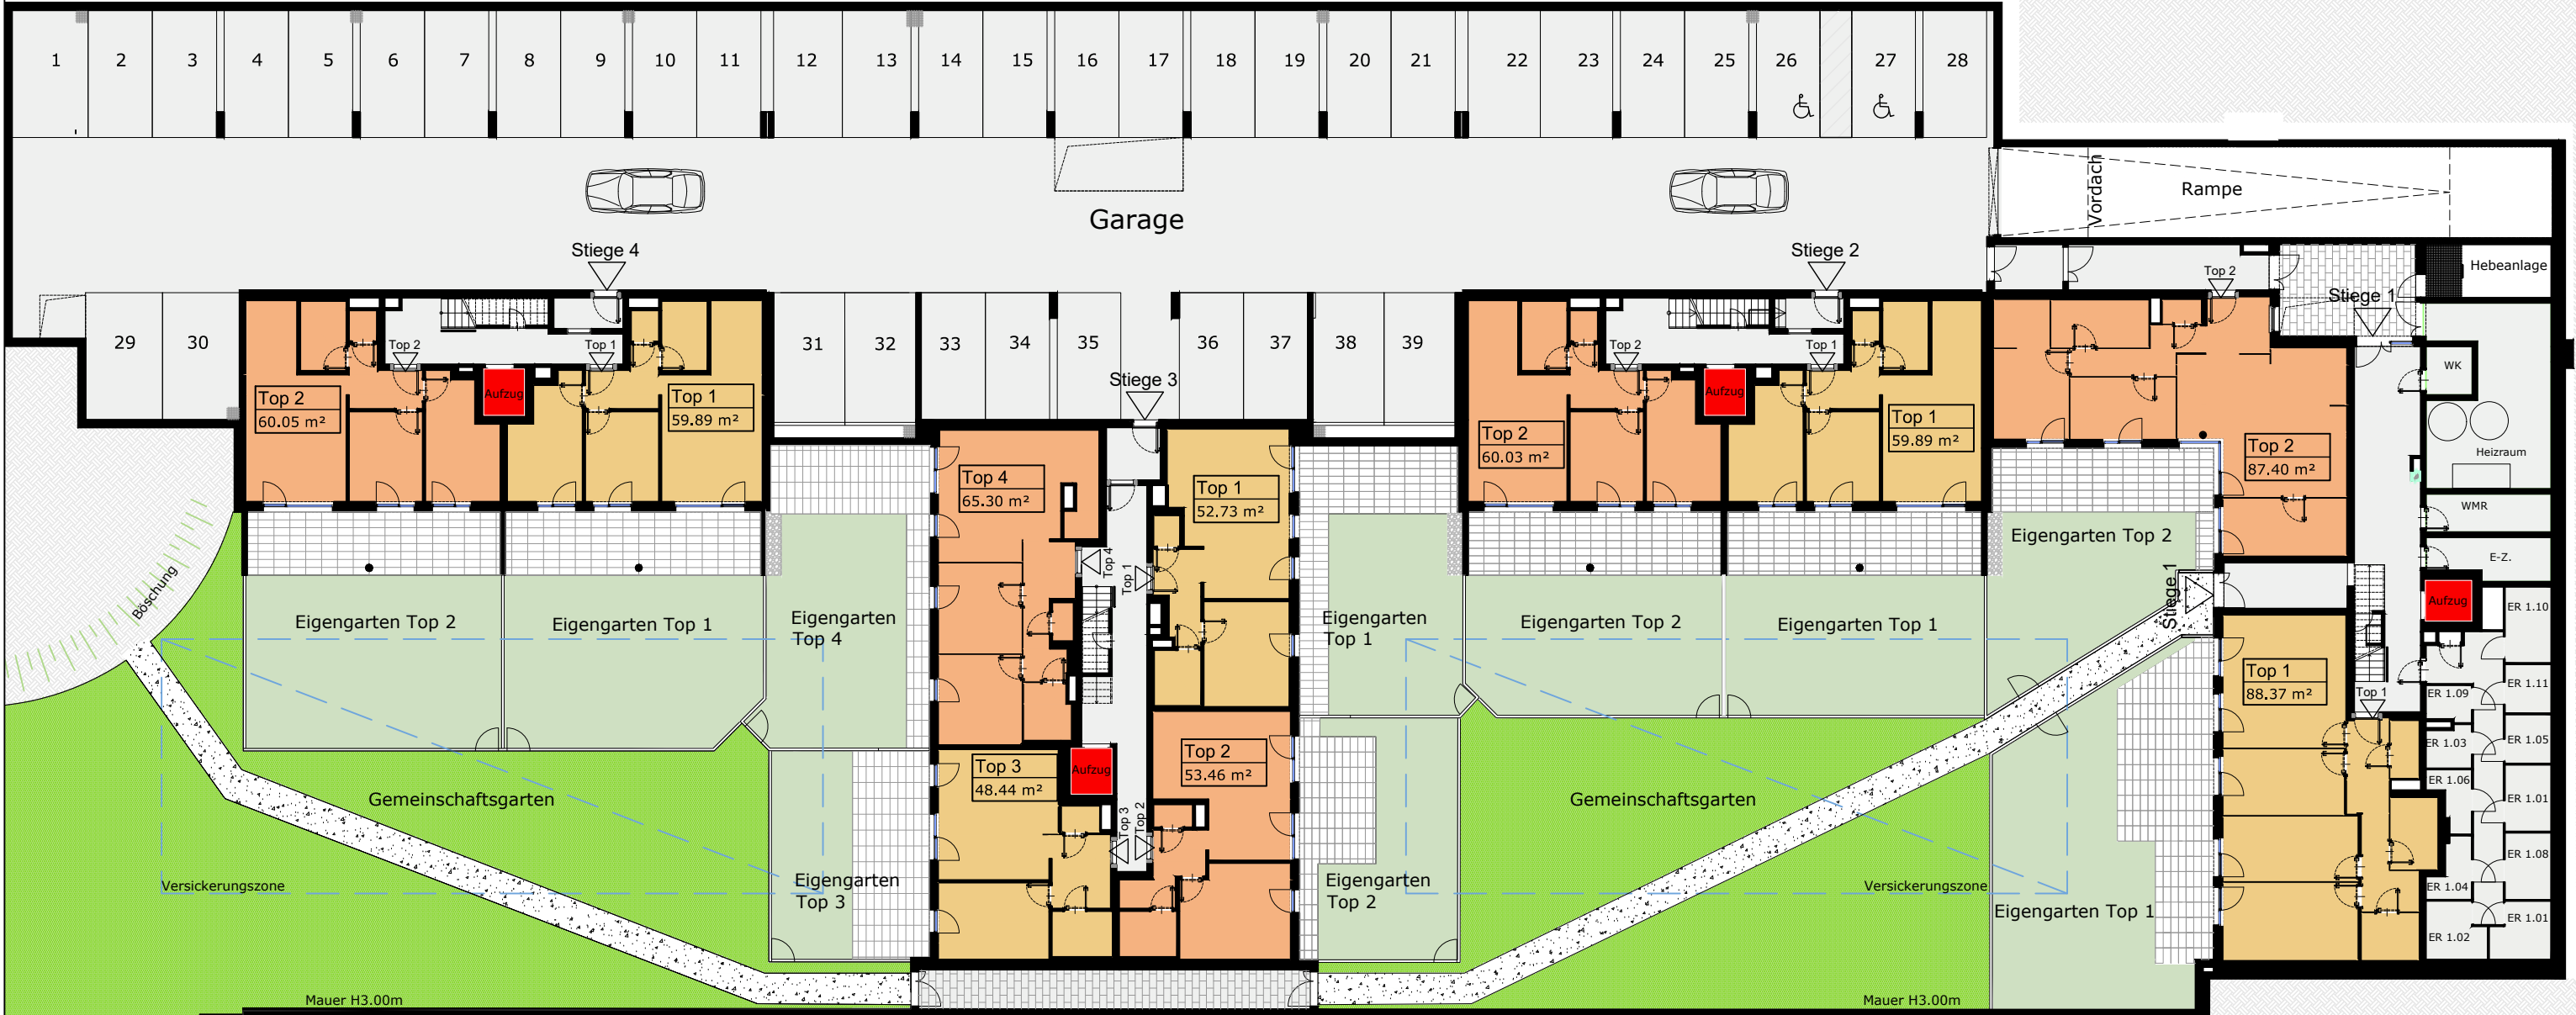 1 2 3 4 5 6 7 8 9 10 11 12 13 14 15 16 17 18 19 20 21 22 23 24 25 26 27 28
Vordach
Rampe
Garage
Stiege 4
Stiege 2
Hebeanlage
Top 2
Stiege 1
29 30
31 32 33 34 35 36 37 38 39
Top 2
Top 1
Top 2
Top 1
WK
Stiege 3
Aufzug
Aufzug
Top 2
60.05 m²
Top 1
59.89 m²
Top 2
60.03 m²
Top 1
59.89 m²
Top 2
87.40 m²
Heizraum
Top 4
65.30 m²
Top 1
52.73 m²
WMR
Eigengarten Top 2
E-Z.
Top 4
Top 1
Böschung
Stiege 1
Aufzug
ER 1.10
Eigengarten Top 2
Eigengarten Top 1
Eigengarten
Top 4
Eigengarten
Top 1
Eigengarten Top 2
Eigengarten Top 1
Top 1
88.37 m²
Top 1
ER 1.09
ER 1.11
Top 3
48.44 m²
Aufzug
Top 2
53.46 m²
ER 1.03
ER 1.05
ER 1.06
ER 1.01
Gemeinschaftsgarten
Gemeinschaftsgarten
Top 3
Top 2
ER 1.08
Versickerungszone
Eigengarten
Top 3
Eigengarten
Top 2
Versickerungszone
ER 1.04
Eigengarten Top 1
ER 1.01
ER 1.02
Mauer H3.00m
Mauer H3.00m